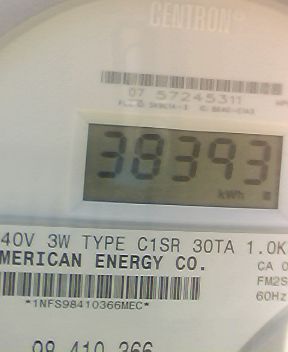 CENTRON®
07 57245311
38393
kWh
40V 3W TYPE C1SR 30TA 1.0K
MERICAN ENERGY CO.
CA 0
FM2S
60Hz
*1NFS98410366MEC*
98 410 366